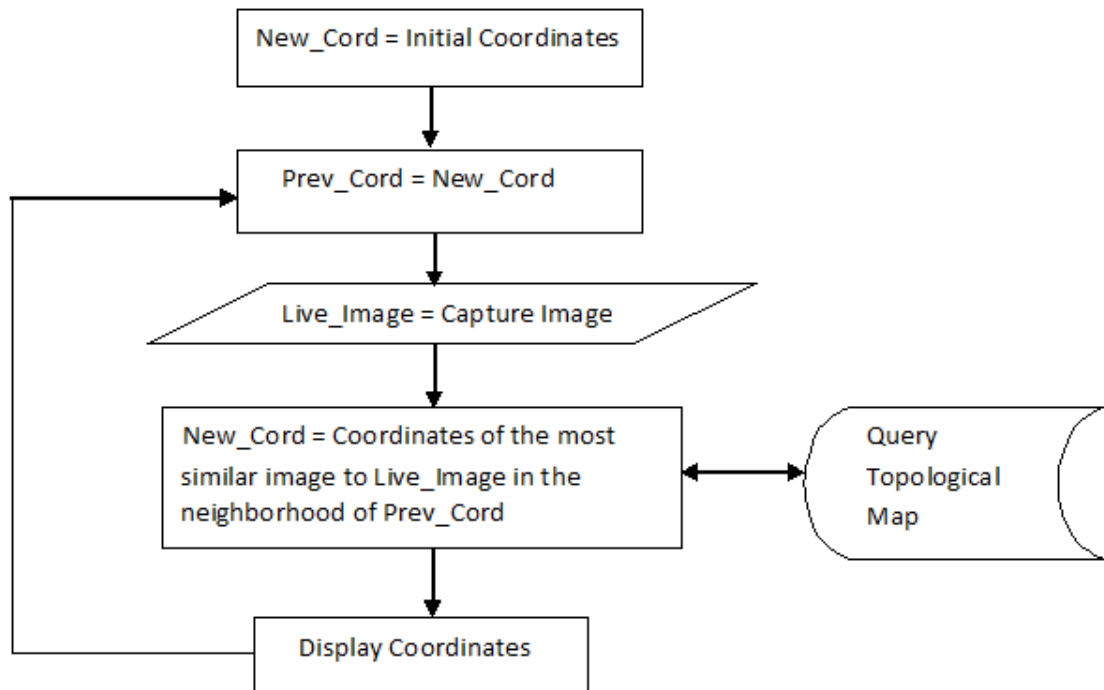 New_Cord = Initial Coordinates
Prev_Cord = New_Cord
Live_Image = Capture Image
New_Cord = Coordinates of the most
similar image to Live_Image in the
neighborhood of Prev_Cord
Query
Topological
Map
Display Coordinates